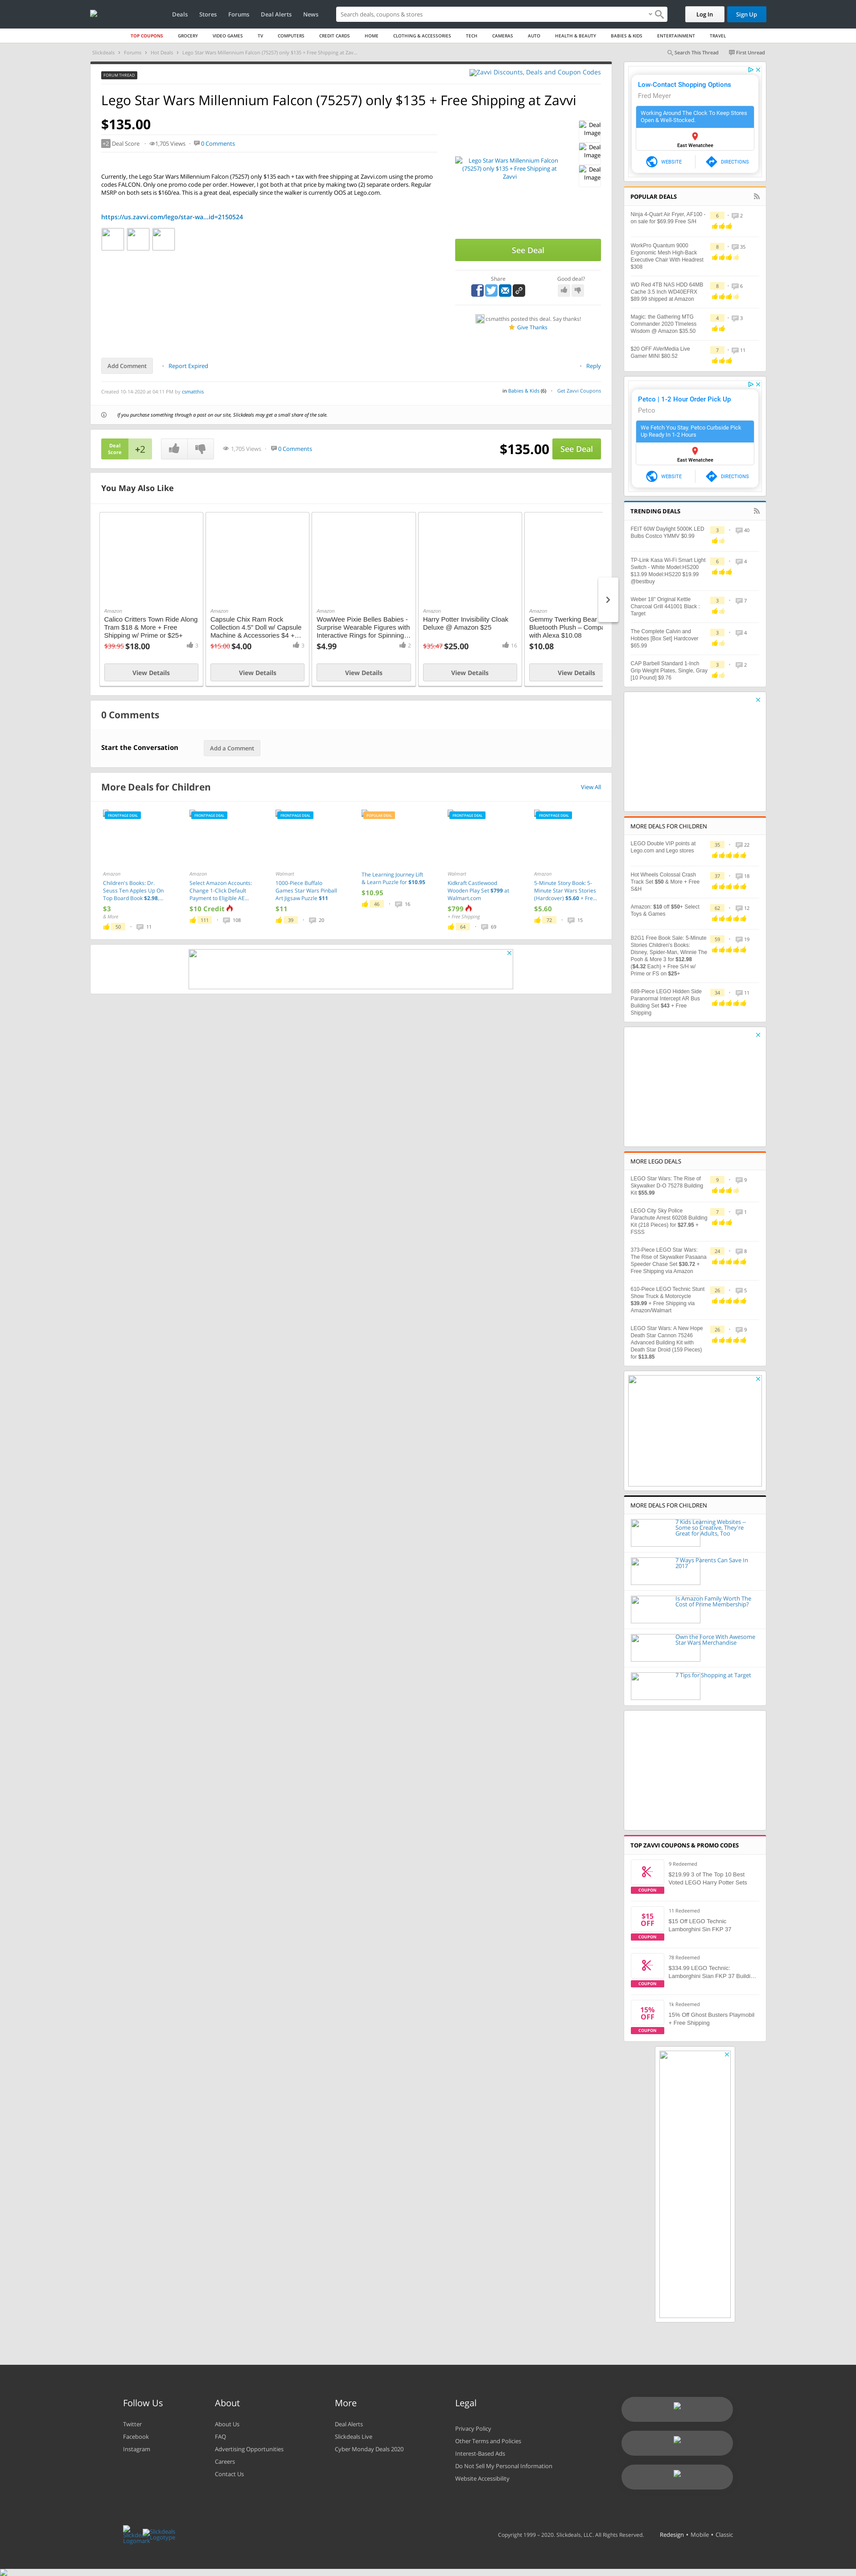 Deals
Stores
Forums
Deal Alerts
News
Search deals, coupons & stores
Log In
Sign Up
TOP COUPONS
GROCERY
VIDEO GAMES
TV
COMPUTERS
CREDIT CARDS
HOME
CLOTHING & ACCESSORIES
TECH
CAMERAS
AUTO
HEALTH & BEAUTY
BABIES & KIDS
ENTERTAINMENT
TRAVEL
Slickdeals
Forums
Hot Deals
Lego Star Wars Millennium Falcon (75257) only $135 + Free Shipping at Zav...
Search This Thread
First Unread
FORUM THREAD
Zavvi Discounts, Deals and Coupon Codes
Lego Star Wars Millennium Falcon (75257) only $135 + Free Shipping at Zavvi
$135.00
+2 Deal Score
1,705 Views
0 Comments
Currently, the Lego Star Wars Millennium Falcon (75257) only $135 each + tax with free shipping at Zavvi.com using the promo
codes FALCON. Only one promo code per order. However, I got both at that price by making two (2) separate orders. Regular
MSRP on both sets is $160/ea. This is a great deal, especially since the walker is currently OOS at Lego.com.
https://us.zavvi.com/lego/star-wa...id=2150524
Lego Star Wars Millennium Falcon
(75257) only $135 + Free Shipping at
Zavvi
Deal
Image
Deal
Image
Deal
Image
See Deal
Share
Good deal?
csmatthis posted this deal. Say thanks!
Give Thanks
Add Comment
Report Expired
Reply
Created 10-14-2020 at 04:11 PM by csmatthis
in Babies & Kids (6)
Get Zavvi Coupons
If you purchase something through a post on our site, Slickdeals may get a small share of the sale.
Deal
Score
+2
1,705 Views
0 Comments
$135.00
See Deal
You May Also Like
Amazon
Calico Critters Town Ride Along
Tram $18 & More + Free
Shipping w/ Prime or $25+
$39.95 $18.00
3
View Details
Amazon
Capsule Chix Ram Rock
Collection 4.5" Doll w/ Capsule
Machine & Accessories $4 +...
$15.00 $4.00
3
View Details
Amazon
WowWee Pixie Belles Babies -
Surprise Wearable Figures with
Interactive Rings for Spinning...
$4.99
2
View Details
Amazon
Harry Potter Invisibility Cloak
Deluxe @ Amazon $25
$35.47 $25.00
16
View Details
Amazon
Gemmy Twerking Bear
Bluetooth Plush – Compa
with Alexa $10.08
$10.08
View Details
0 Comments
Start the Conversation
Add a Comment
More Deals for Children
View All
FRONTPAGE DEAL
Amazon
Children's Books: Dr.
Seuss Ten Apples Up On
Top Board Book $2.98,...
$3
& More
50
11
FRONTPAGE DEAL
Amazon
Select Amazon Accounts:
Change 1-Click Default
Payment to Eligible AE...
$10 Credit
111
108
FRONTPAGE DEAL
Walmart
1000-Piece Buffalo
Games Star Wars Pinball
Art Jigsaw Puzzle $11
$11
39
20
POPULAR DEAL
The Learning Journey Lift
& Learn Puzzle for $10.95
$10.95
46
16
FRONTPAGE DEAL
Walmart
Kidkraft Castlewood
Wooden Play Set $799 at
Walmart.com
$799
+ Free Shipping
64
69
FRONTPAGE DEAL
Amazon
5-Minute Story Book: 5-
Minute Star Wars Stories
(Hardcover) $5.60 + Fre...
$5.60
72
15
Low-Contact Shopping Options
Fred Meyer
Working Around The Clock To Keep Stores
Open & Well-Stocked.
East Wenatchee
WEBSITE
DIRECTIONS
POPULAR DEALS
Ninja 4-Quart Air Fryer, AF100 -
on sale for $69.99 Free S/H
6
2
WorkPro Quantum 9000
Ergonomic Mesh High-Back
Executive Chair With Headrest
$308
8
35
WD Red 4TB NAS HDD 64MB
Cache 3.5 Inch WD40EFRX
$89.99 shipped at Amazon
8
6
Magic: the Gathering MTG
Commander 2020 Timeless
Wisdom @ Amazon $35.50
4
3
$20 OFF AVerMedia Live
Gamer MINI $60.52
7
11
Petco | 1-2 Hour Order Pick Up
Petco
We Fetch You Stay. Petco Curbside Pick
Up Ready In 1-2 Hours
East Wenatchee
WEBSITE
DIRECTIONS
TRENDING DEALS
FEIT 60W Daylight 5000K LED
Bulbs Costco YMMV $0.99
3
40
TP-Link Kasa Wi-Fi Smart Light
Switch - White Model:HS200
$13.99 Model:HS220 $19.99
@bestbuy
6
4
Weber 18" Original Kettle
Charcoal Grill 441001 Black :
Target
3
7
The Complete Calvin and
Hobbes [Box Set] Hardcover
$65.99
3
4
CAP Barbell Standard 1-Inch
Grip Weight Plates, Single, Gray
[10 Pound] $9.76
3
2
MORE DEALS FOR CHILDREN
LEGO Double VIP points at
Lego.com and Lego stores
35
22
Hot Wheels Colossal Crash
Track Set $50 & More + Free
S&H
37
18
Amazon: $10 off $50+ Select
Toys & Games
62
12
B2G1 Free Book Sale: 5-Minute
Stories Children's Books:
Disney, Spider-Man, Winnie The
Pooh & More 3 for $12.98
($4.32 Each) + Free S/H w/
Prime or FS on $25+
59
19
689-Piece LEGO Hidden Side
Paranormal Intercept AR Bus
Building Set $43 + Free
Shipping
34
11
MORE LEGO DEALS
LEGO Star Wars: The Rise of
Skywalker D-O 75278 Building
Kit $55.99
9
9
LEGO City Sky Police
Parachute Arrest 60208 Building
Kit (218 Pieces) for $27.95 +
FSSS
7
1
373-Piece LEGO Star Wars:
The Rise of Skywalker Pasaana
Speeder Chase Set $30.72 +
Free Shipping via Amazon
24
8
610-Piece LEGO Technic Stunt
Show Truck & Motorcycle
$39.99 + Free Shipping via
Amazon/Walmart
26
5
LEGO Star Wars: A New Hope
Death Star Cannon 75246
Advanced Building Kit with
Death Star Droid (159 Pieces)
for $13.85
25
9
MORE DEALS FOR CHILDREN
7 Kids Learning Websites –
Some so Creative, They're
Great for Adults, Too
7 Ways Parents Can Save In
2017
Is Amazon Family Worth The
Cost of Prime Membership?
Own the Force With Awesome
Star Wars Merchandise
7 Tips for Shopping at Target
TOP ZAVVI COUPONS & PROMO CODES
COUPON
9 Redeemed
$219.99 3 of The Top 10 Best
Voted LEGO Harry Potter Sets
$15
OFF
COUPON
11 Redeemed
$15 Off LEGO Technic
Lamborghini Sin FKP 37
COUPON
78 Redeemed
$334.99 LEGO Technic:
Lamborghini Sian FKP 37 Buildi...
15%
OFF
COUPON
1k Redeemed
15% Off Ghost Busters Playmobil
+ Free Shipping
Follow Us
Twitter
Facebook
Instagram
About
About Us
FAQ
Advertising Opportunities
Careers
Contact Us
More
Deal Alerts
Slickdeals Live
Cyber Monday Deals 2020
Legal
Privacy Policy
Other Terms and Policies
Interest-Based Ads
Do Not Sell My Personal Information
Website Accessibility
Slickdeals
Logomark
Slickdeals
Logotype
Copyright 1999 – 2020. Slickdeals, LLC. All Rights Reserved.
Redesign • Mobile • Classic